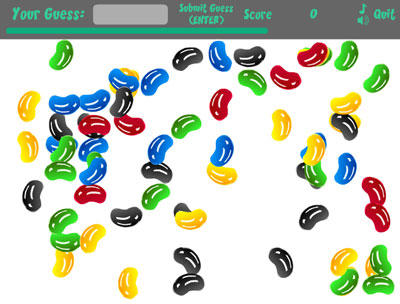 Your Guess:
Submit Guess
(ENTER)
Score
0
Quit